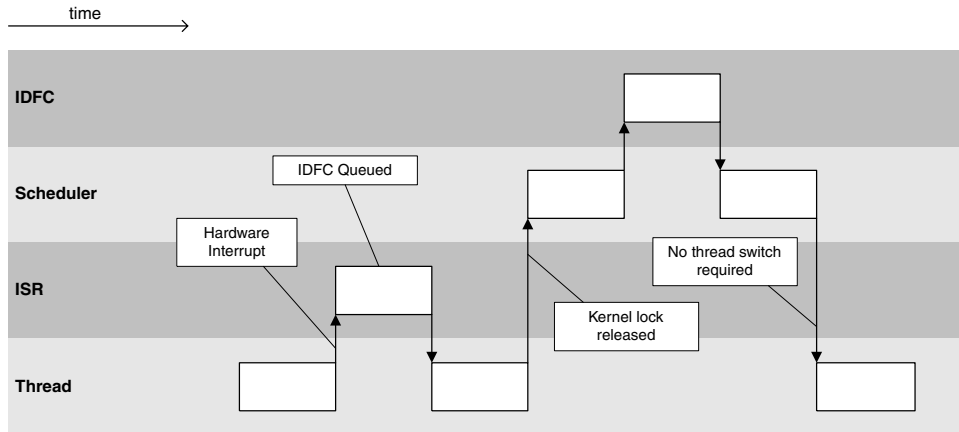 time
IDFC
IDFC Queued
Scheduler
Hardware
Interrupt
No thread switch
required
ISR
Kernel lock
released
Thread